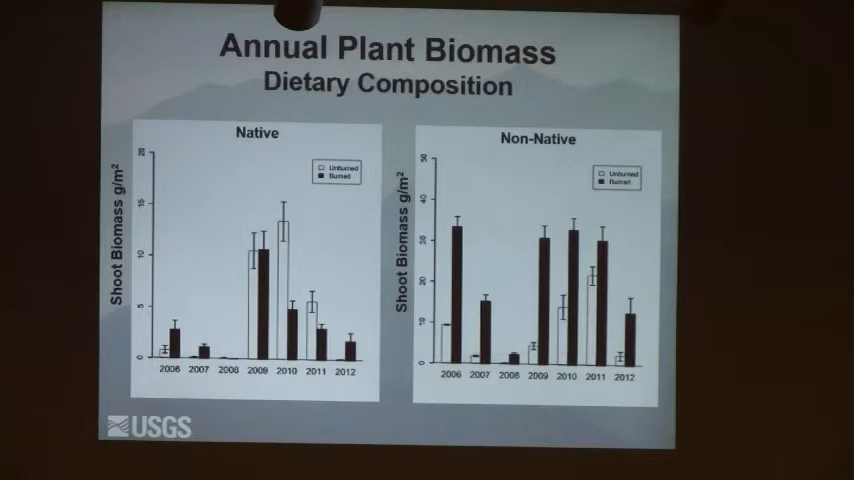 Annual Plant Biomass
Dietary Composition
Native
Shoot Biomass g/m²
20
10
5
0
Unburned
Burned
2006 2007 2008 2009 2010 2011 2012
Non-Native
Shoot Biomass g/m²
50
40
30
20
10
0
Unburned
Burned
2006 2007 2008 2009 2010 2011 2012
USGS